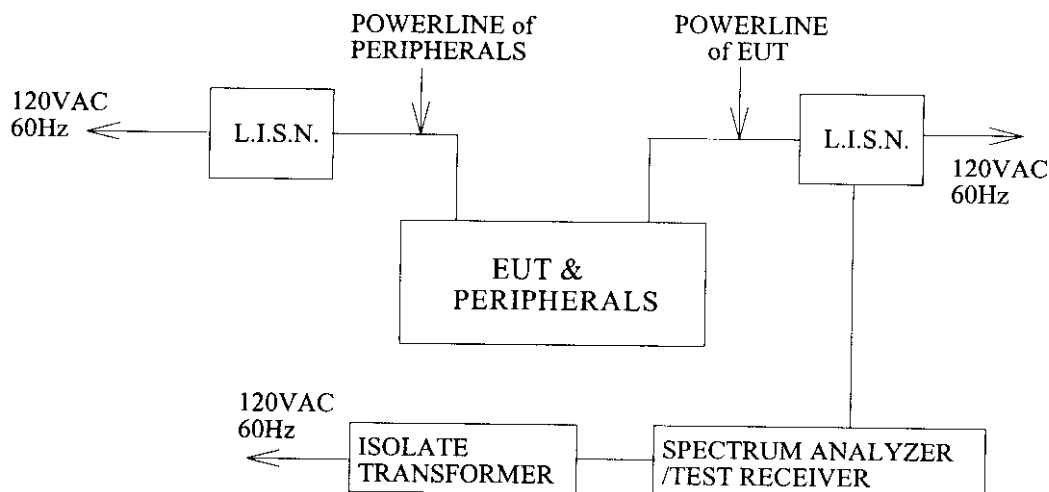 POWERLINE of
PERIPHERALS
POWERLINE
of EUT
120VAC
60Hz
L.I.S.N.
L.I.S.N.
120VAC
60Hz
EUT &
PERIPHERALS
120VAC
60Hz
ISOLATE
TRANSFORMER
SPECTRUM ANALYZER
/TEST RECEIVER